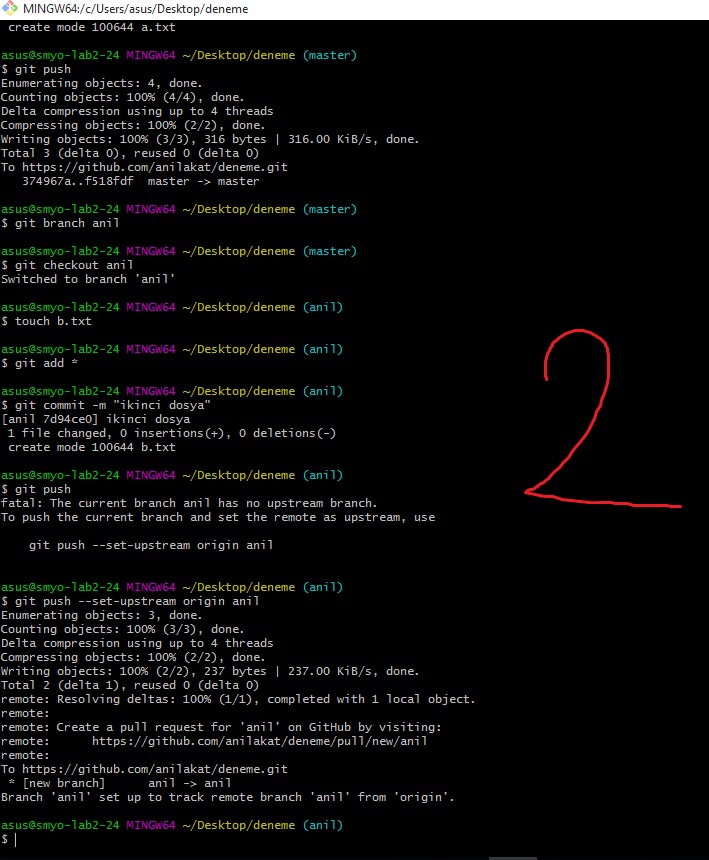 MINGW64:/c/Users/asus/Desktop/deneme
create mode 100644 a.txt
asus@smyo-lab2-24 MINGW64 ~/Desktop/deneme (master)
$ git push
Enumerating objects: 4, done.
Counting objects: 100% (4/4), done.
Delta compression using up to 4 threads
Compressing objects: 100% (2/2), done.
Writing objects: 100% (3/3), 316 bytes | 316.00 KiB/s, done.
Total 3 (delta 0), reused 0 (delta 0)
To https://github.com/anilakat/deneme.git
374967a..f518fdf  master -> master
asus@smyo-lab2-24 MINGW64 ~/Desktop/deneme (master)
$ git branch anil
asus@smyo-lab2-24 MINGW64 ~/Desktop/deneme (master)
$ git checkout anil
Switched to branch 'anil'
asus@smyo-lab2-24 MINGW64 ~/Desktop/deneme (anil)
$ touch b.txt
asus@smyo-lab2-24 MINGW64 ~/Desktop/deneme (anil)
$ git add *
asus@smyo-lab2-24 MINGW64 ~/Desktop/deneme (anil)
$ git commit -m "ikinci dosya"
[anil 7d94ce0] ikinci dosya
1 file changed, 0 insertions(+), 0 deletions(-)
create mode 100644 b.txt
2
asus@smyo-lab2-24 MINGW64 ~/Desktop/deneme (anil)
$ git push
fatal: The current branch anil has no upstream branch.
To push the current branch and set the remote as upstream, use
git push --set-upstream origin anil
asus@smyo-lab2-24 MINGW64 ~/Desktop/deneme (anil)
$ git push --set-upstream origin anil
Enumerating objects: 3, done.
Counting objects: 100% (3/3), done.
Delta compression using up to 4 threads
Compressing objects: 100% (2/2), done.
Writing objects: 100% (2/2), 237 bytes | 237.00 KiB/s, done.
Total 2 (delta 1), reused 0 (delta 0)
remote: Resolving deltas: 100% (1/1), completed with 1 local object.
remote:
remote: Create a pull request for 'anil' on GitHub by visiting:
remote:      https://github.com/anilakat/deneme/pull/new/anil
remote:
To https://github.com/anilakat/deneme.git
* [new branch]      anil -> anil
Branch 'anil' set up to track remote branch 'anil' from 'origin'.
asus@smyo-lab2-24 MINGW64 ~/Desktop/deneme (anil)
$